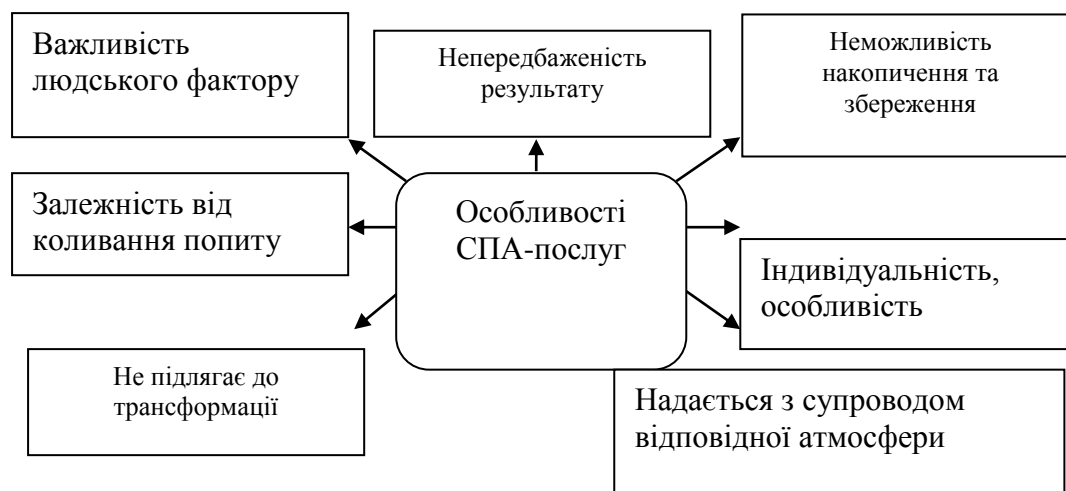 Важливість
людського фактору
Непередбаженість
результату
Неможливість
накопичення та
збереження
Залежність від
коливання попиту
Особливості
СПА-послуг
Індивідуальність,
особливість
Не підлягає до
трансформації
Надається з супроводом
відповідної атмосфери